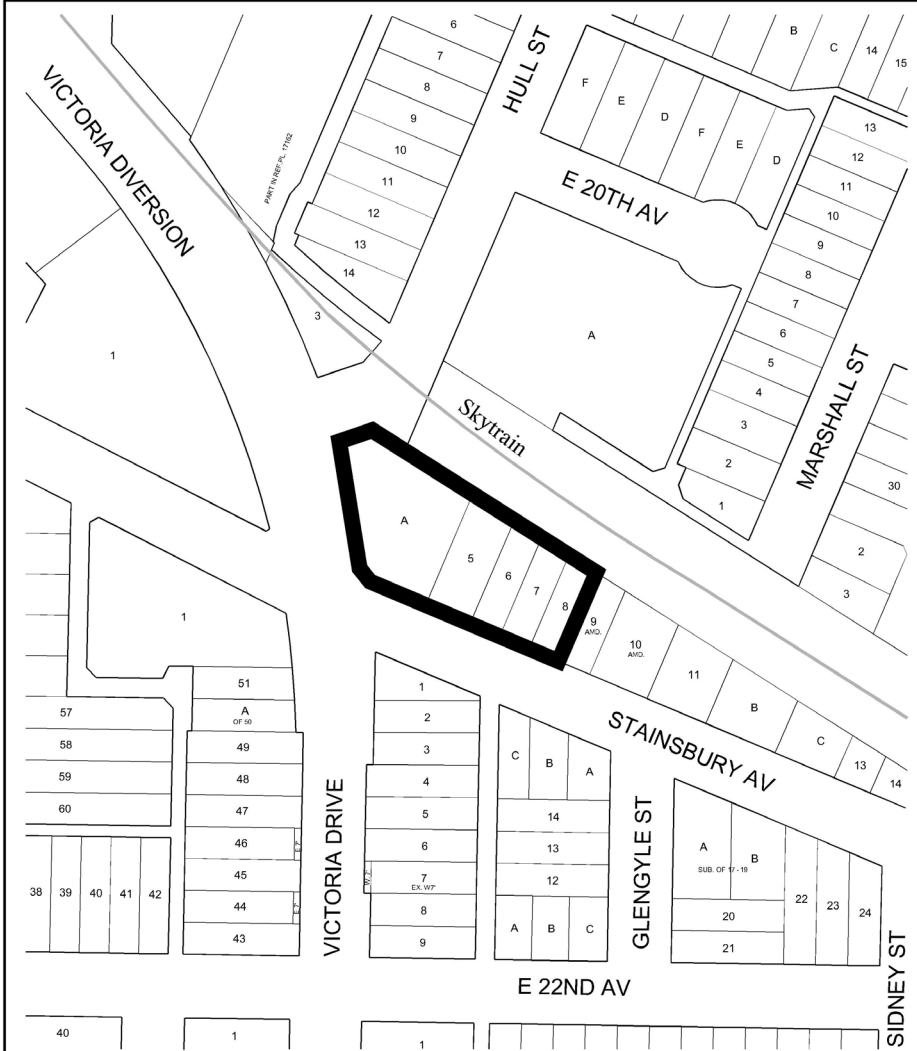 6
7
8
9
10
11
12
13
14
HULL ST
B
C
14
15
F
E
D
F
E
D
13
12
11
10
9
8
7
6
5
4
3
2
1
E 20TH AV
VICTORIA DIVERSION
PART IN REF. PL. 17162
3
1
A
Skytrain
MARSHALL ST
30
2
3
A
5
6
7
8
9
AMD.
10
AMD.
11
B
C
13
14
STAINSBURY AV
1
51
A
OF 50
49
48
47
46
E 7'
45
44
E 7'
43
57
58
59
60
38
39
40
41
42
VICTORIA DRIVE
1
2
3
4
5
6
W. 7'
7
EX. W7'
8
9
C
B
A
14
13
12
A
B
C
GLENGYLE ST
A
B
SUB. OF 17 - 19
20
21
22
23
24
SIDNEY ST
E 22ND AV
40
1
1